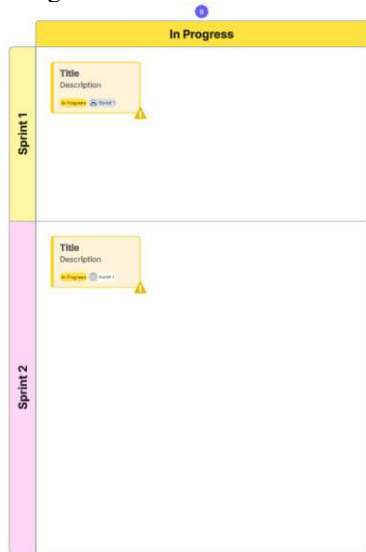 In Progress
Sprint 1
Title
Description
In Progress Sprint 1
Sprint 2
Title
Description
In Progress